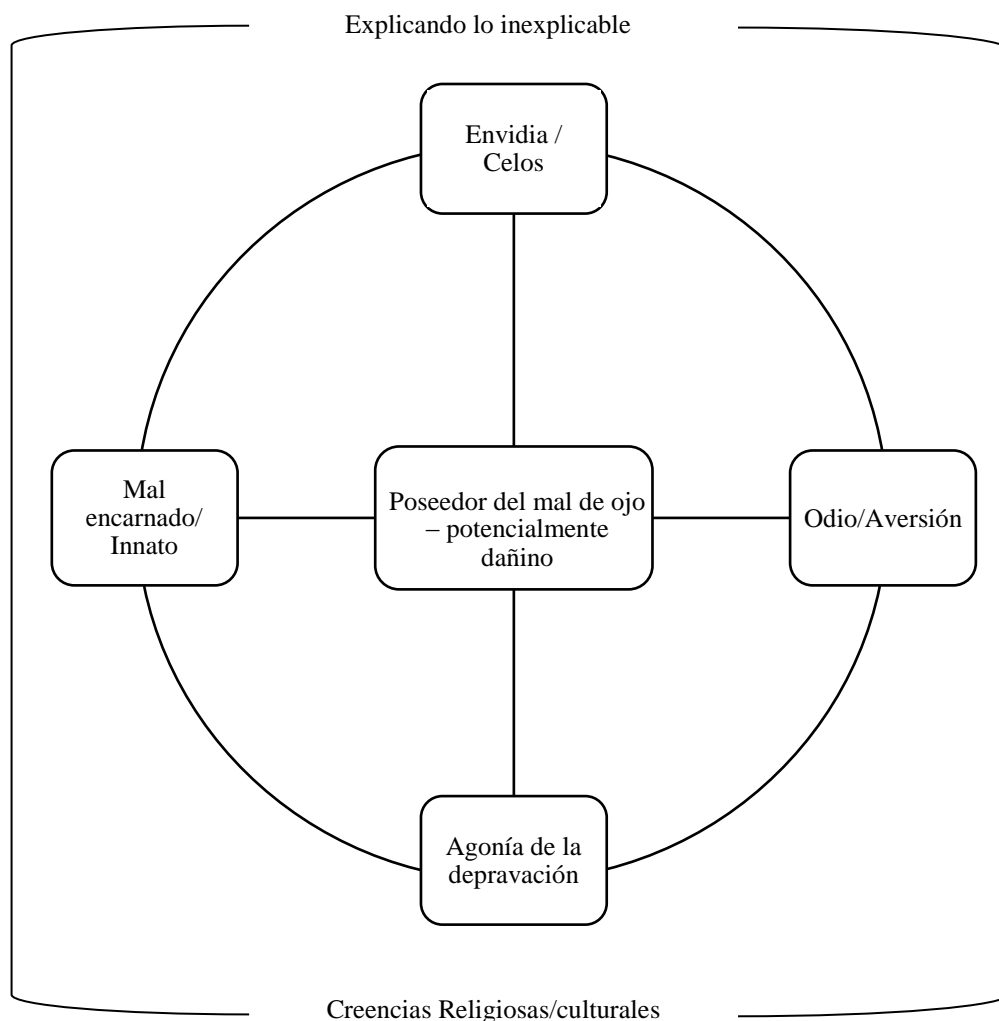 Explicando lo inexplicable
Envidia /
Celos
Mal
encarnado/
Innato
Poseedor del mal de ojo
– potencialmente
dañino
Odio/Aversión
Agonía de la
depravación
Creencias Religiosas/culturales